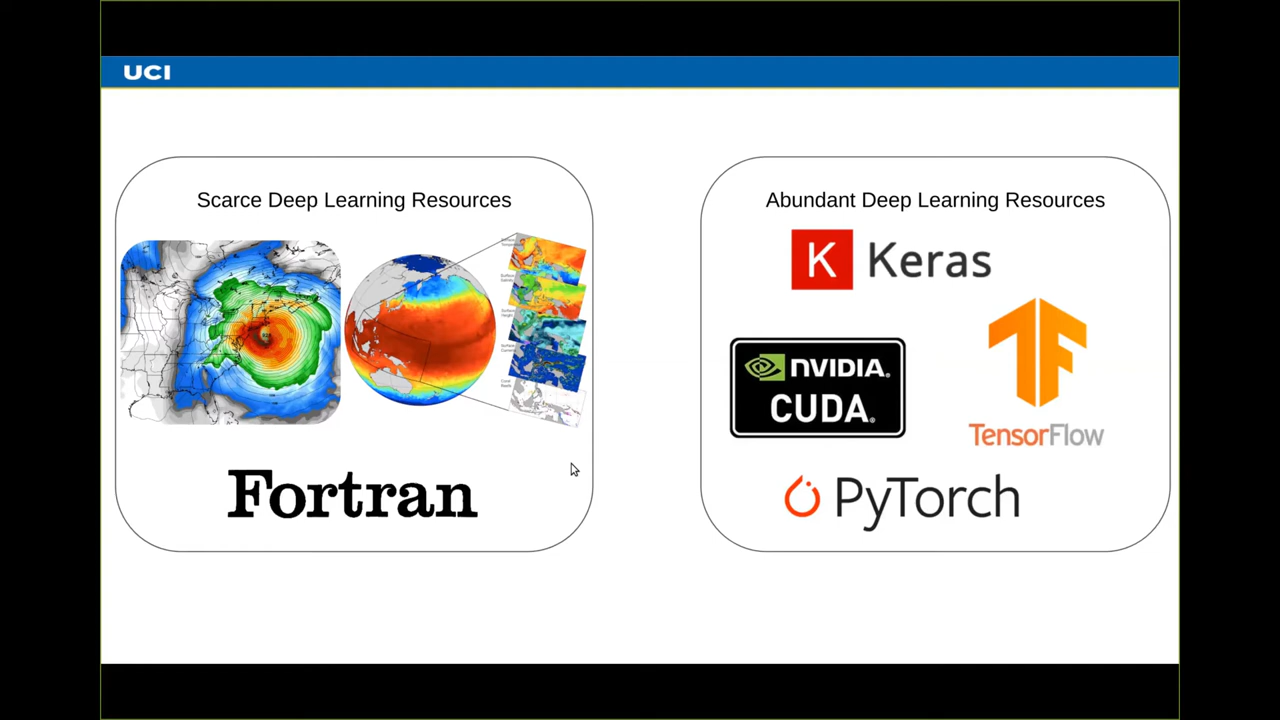 UCI
Scarce Deep Learning Resources
Fortran
Abundant Deep Learning Resources
Keras
NVIDIA.
CUDA.
TensorFlow
PyTorch